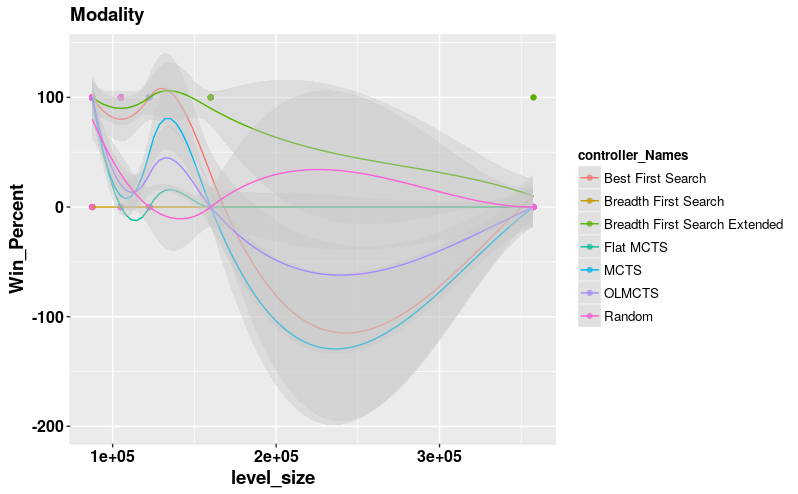 Modality
Win_Percent
100
0
-100
-200
1e+05
2e+05
3e+05
level_size
controller_Names
Best First Search
Breadth First Search
Breadth First Search Extended
Flat MCTS
MCTS
OLMCTS
Random